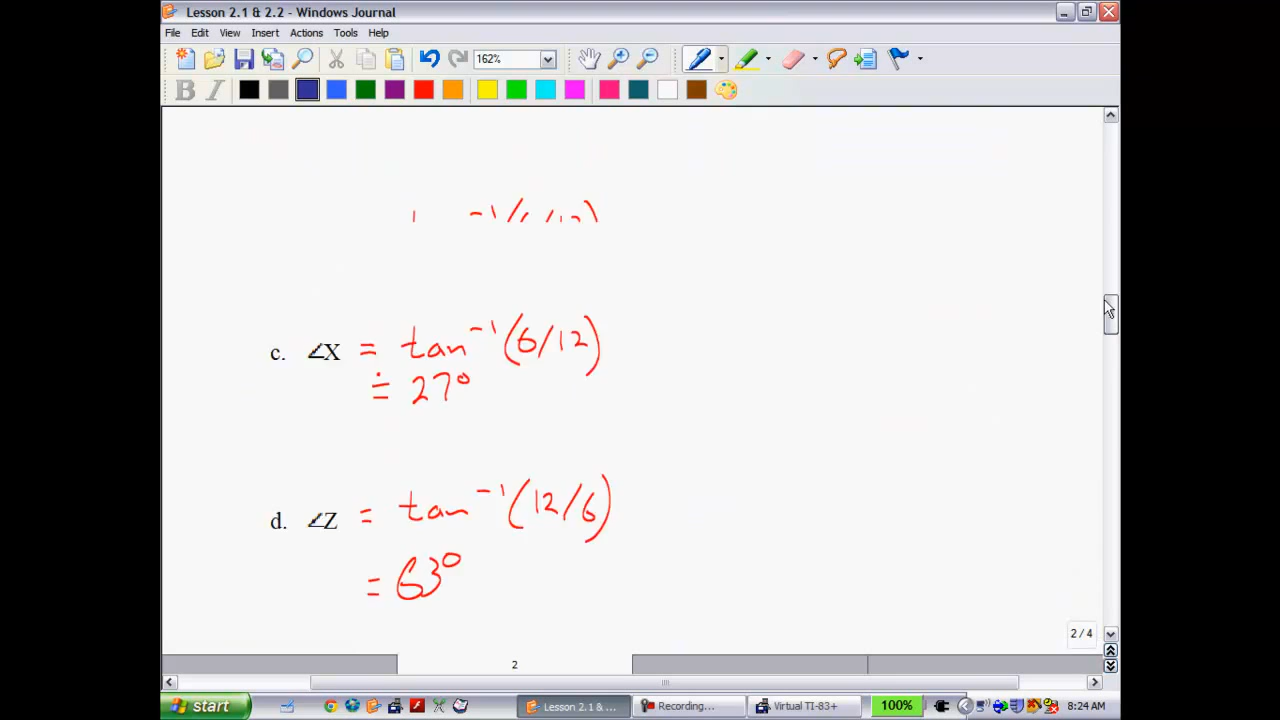 Lesson 2.1 & 2.2 - Windows Journal
File Edit View Insert Actions Tools Help
162%
B I
c. ∠X = tan⁻¹(6/12)
≐ 27°
d. ∠Z = tan⁻¹(12/6)
= 63°
2/4
2
start Lesson 2.1 & ... Recording... Virtual TI-83+ 100% 8:24 AM